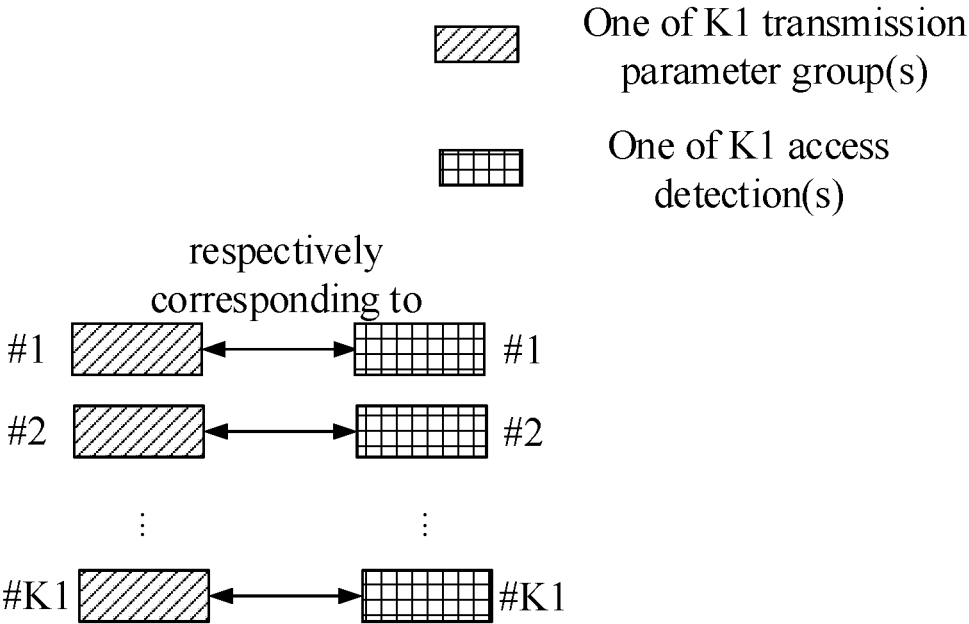 One of K1 transmission
parameter group(s)
One of K1 access
detection(s)
respectively
corresponding to
#1 #1
#2 #2
⋮ ⋮
#K1 #K1